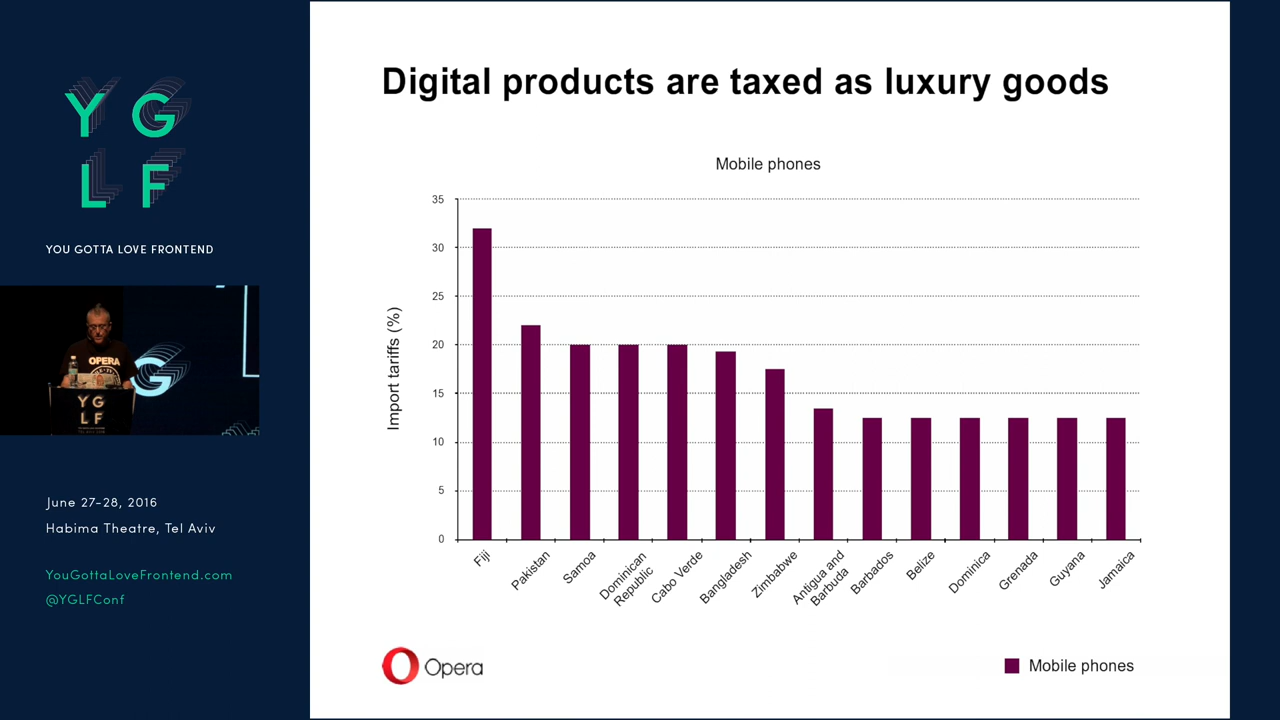 Y G
L F
YOU GOTTA LOVE FRONTEND
OPERA
G
Y G
L F
June 27-28, 2016
Habima Theatre, Tel Aviv
YouGottaLoveFrontend.com
@YGLFConf
Digital products are taxed as luxury goods
Mobile phones
Import tariffs (%)
35
30
25
20
15
10
5
0
Fiji
Pakistan
Samoa
Dominican
Republic
Cabo Verde
Bangladesh
Zimbabwe
Antigua and
Barbuda
Barbados
Belize
Dominica
Grenada
Guyana
Jamaica
Opera
Mobile phones